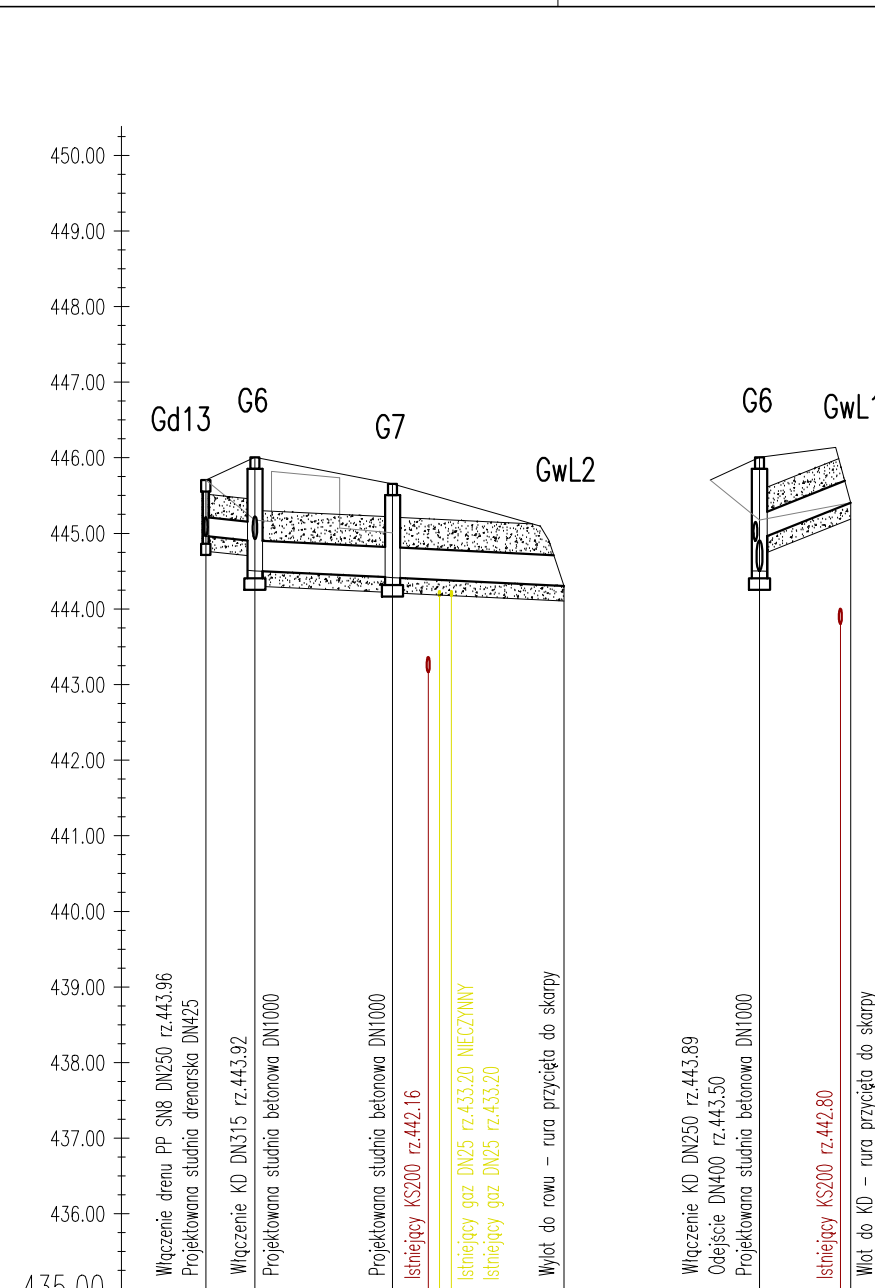 450.00
449.00
448.00
447.00
446.00
445.00
444.00
443.00
442.00
441.00
440.00
439.00
438.00
437.00
436.00
435.00
Gd13
G6
G7
GwL2
G6
GwL1
Włączenie drenu PP SN8 DN250 rz.443.96
Projektowana studnia drenarska DN425
Włączenie KD DN315 rz.443.92
Projektowana studnia betonowa DN1000
Projektowana studnia betonowa DN1000
Istniejący KS200 rz.442.16
Istniejący gaz DN25 rz.433.20 NIECZYNNY
Istniejący gaz DN25 rz.433.20
Wylot do rowu – rura przycięta do skarpy
Włączenie KD DN250 rz.443.89
Odejście DN400 rz.443.50
Projektowana studnia betonowa DN1000
Istniejący KS200 rz.442.80
Wlot do KD – rura przycięta do skarpy